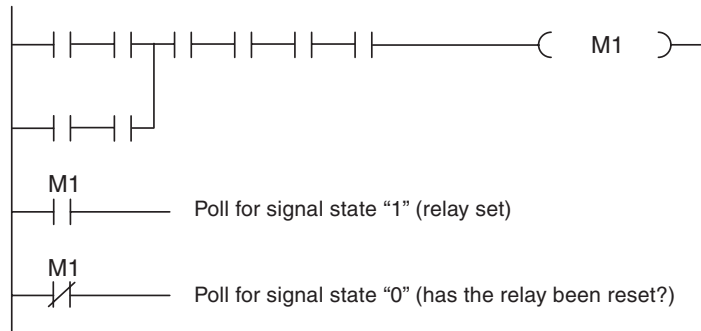 M1
M1
Poll for signal state “1” (relay set)
M1
Poll for signal state “0” (has the relay been reset?)